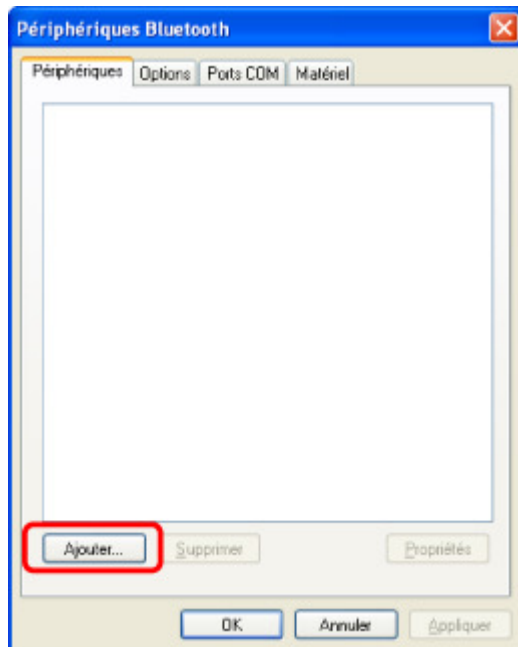 Périphériques Bluetooth
Périphériques Options Ports COM Matériel
Ajouter... Supprimer Propriétés
OK Annuler Appliquer